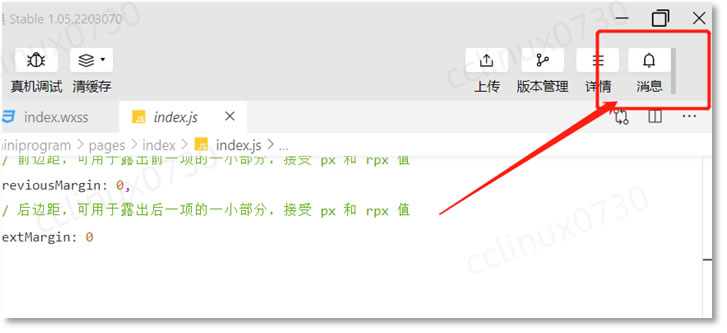 Stable 1.05.2203070
真机调试 清缓存 上传 版本管理 详情 消息
index.wxss index.js
iniprogram › pages › index › JS index.js › ...
/ 前边距，可用于露出前一项的一小部分，接受 px 和 rpx 值
reviousMargin: 0,
/ 后边距，可用于露出后一项的一小部分，接受 px 和 rpx 值
extMargin: 0
cclinux0730
cclinux0730
cclinux0730